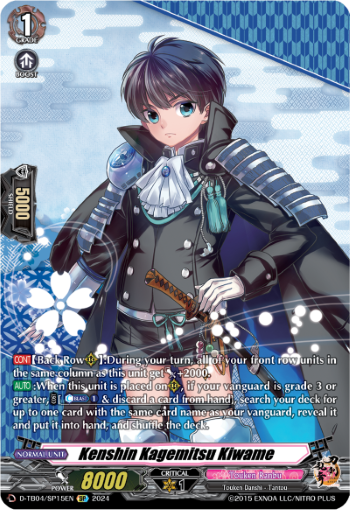 1
GRADE
BOOST
5000
SHIELD
CONT【Back Row】:During your turn, all of your front row units in
the same column as this unit get +2000.
AUTO:When this unit is placed on, if your vanguard is grade 3 or
greater, 1 & discard a card from hand, search your deck for
up to one card with the same card name as your vanguard, reveal it
and put it into hand, and shuffle the deck.
NORMAL UNIT
Kenshin Kagemitsu Kiwame
POWER
8000
CRITICAL
1
Touken Ranbu
Touken Danshi - Tantou
D-TB04/SP15EN SP 2024
©2015 EXNOA LLC/NITRO PLUS